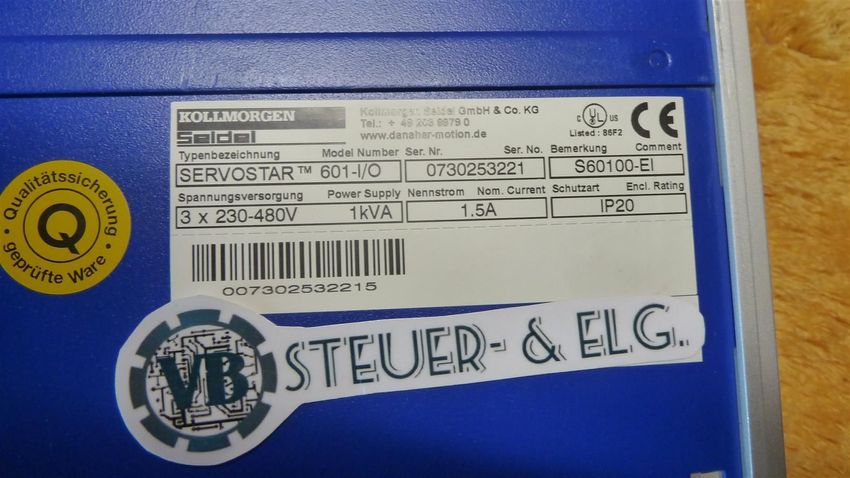 KOLLMORGEN
Seidel
Kollmorgen Seidel GmbH & Co. KG
Tel.: + 49 203 9979 0
www.danaher-motion.de
C UL US
Listed : 86F2
CE
Typenbezeichnung Model Number Ser. Nr. Ser. No. Bemerkung Comment
SERVOSTAR™ 601-I/O 0730253221 S60100-EI
Spannungsversorgung Power Supply Nennstrom Nom. Current Schutzart Encl. Rating
3 x 230-480V 1kVA 1.5A IP20
007302532215
Qualitätssicherung
Q
geprüfte Ware
VB STEUER- & ELG..